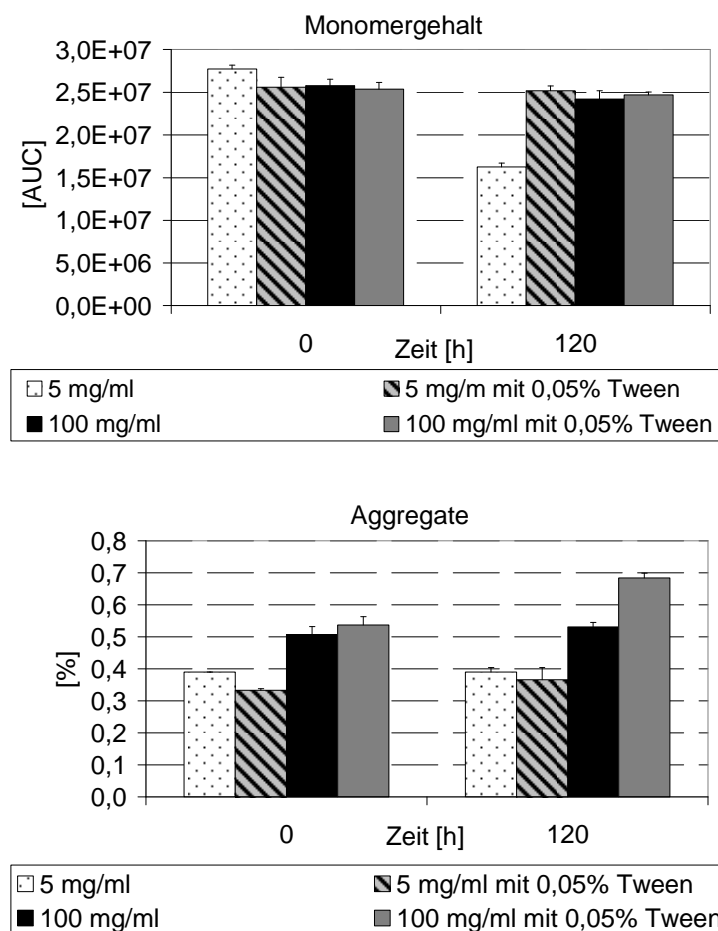 Monomergehalt
3,0E+07
2,5E+07
2,0E+07
1,5E+07
1,0E+07
5,0E+06
0,0E+00
[AUC]
0 Zeit [h] 120
5 mg/ml 5 mg/m mit 0,05% Tween
100 mg/ml 100 mg/ml mit 0,05% Tween
Aggregate
0,8
0,7
0,6
0,5
0,4
0,3
0,2
0,1
0,0
[%]
0 Zeit [h] 120
5 mg/ml 5 mg/ml mit 0,05% Tween
100 mg/ml 100 mg/ml mit 0,05% Tween